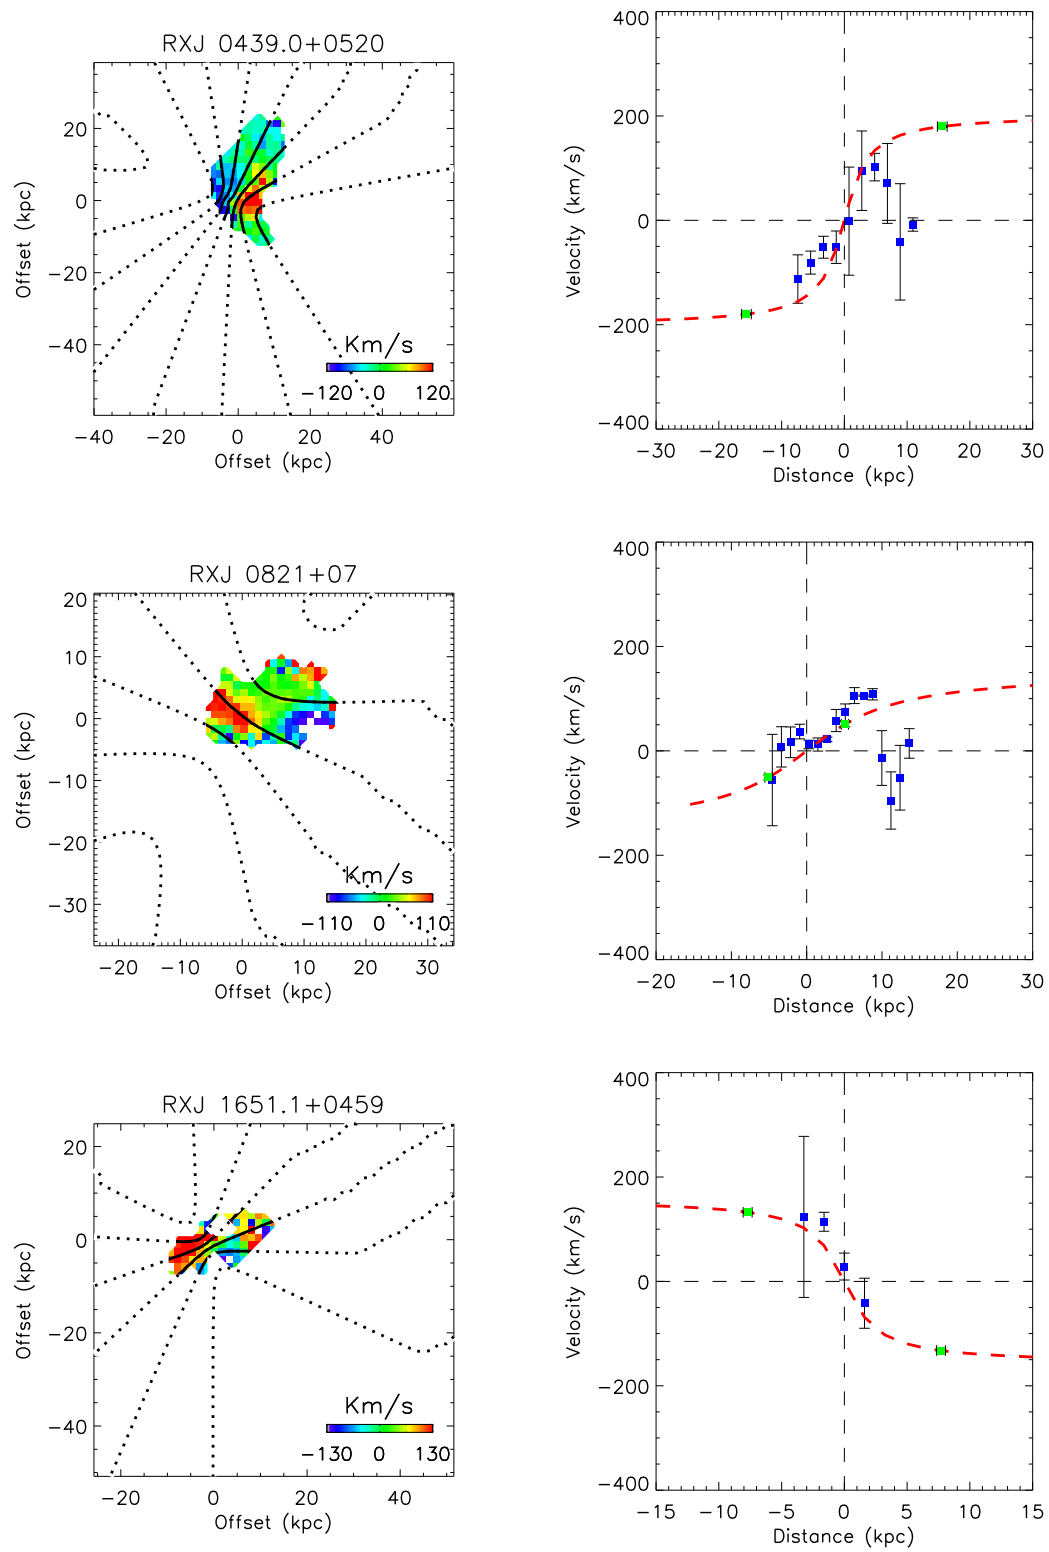 RXJ 0439.0+0520
Offset (kpc)
20
0
−20
−40
Km/s
−120 0 120
−40 −20 0 20 40
Offset (kpc)
Velocity (km/s)
400
200
0
−200
−400
−30 −20 −10 0 10 20 30
Distance (kpc)
RXJ 0821+07
Offset (kpc)
20
10
0
−10
−20
−30
Km/s
−110 0 110
−20 −10 0 10 20 30
Offset (kpc)
Velocity (km/s)
400
200
0
−200
−400
−20 −10 0 10 20 30
Distance (kpc)
RXJ 1651.1+0459
Offset (kpc)
20
0
−20
−40
Km/s
−130 0 130
−20 0 20 40
Offset (kpc)
Velocity (km/s)
400
200
0
−200
−400
−15 −10 −5 0 5 10 15
Distance (kpc)